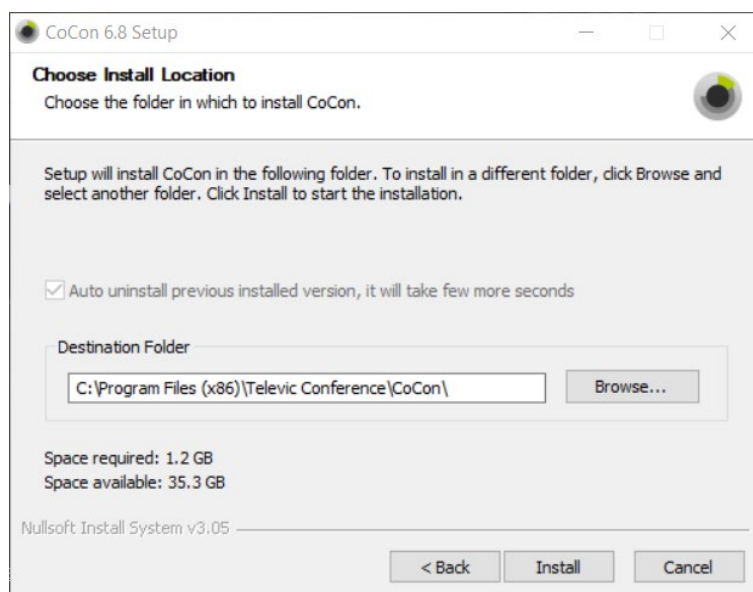 CoCon 6.8 Setup
Choose Install Location
Choose the folder in which to install CoCon.
Setup will install CoCon in the following folder. To install in a different folder, click Browse and
select another folder. Click Install to start the installation.
Auto uninstall previous installed version, it will take few more seconds
Destination Folder
C:\Program Files (x86)\Televic Conference\CoCon\
Browse...
Space required: 1.2 GB
Space available: 35.3 GB
Nullsoft Install System v3.05
< Back
Install
Cancel